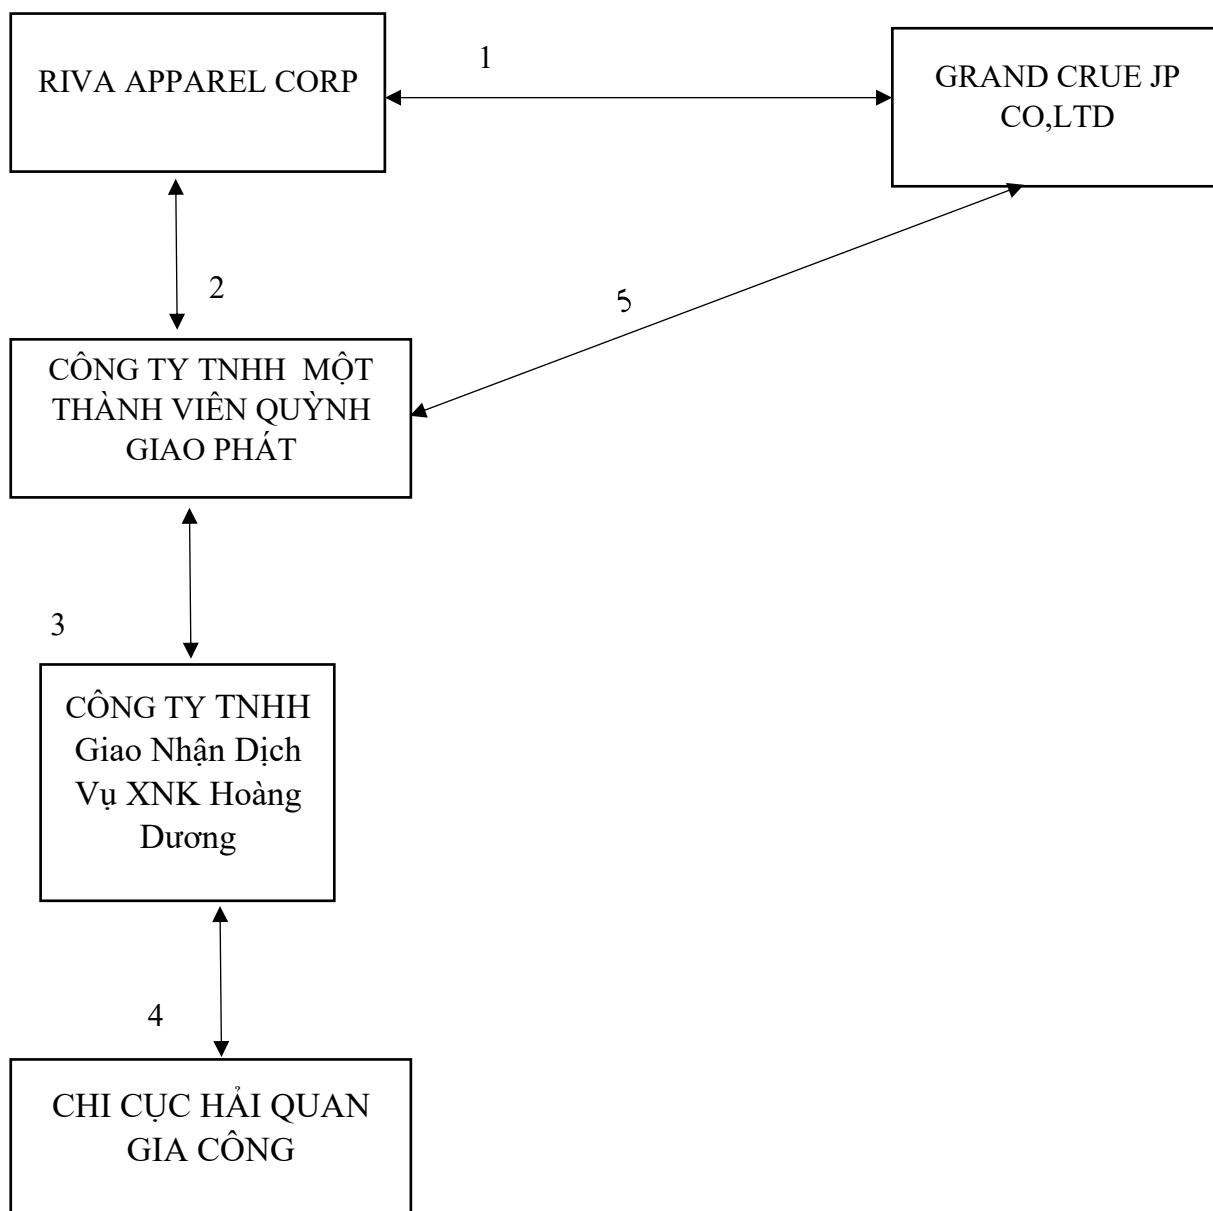 RIVA APPAREL CORP
1
GRAND CRUE JP
CO,LTD
2
5
CÔNG TY TNHH MỘT
THÀNH VIÊN QUỲNH
GIAO PHÁT
3
CÔNG TY TNHH
Giao Nhận Dịch
Vụ XNK Hoàng
Dương
4
CHI CỤC HẢI QUAN
GIA CÔNG